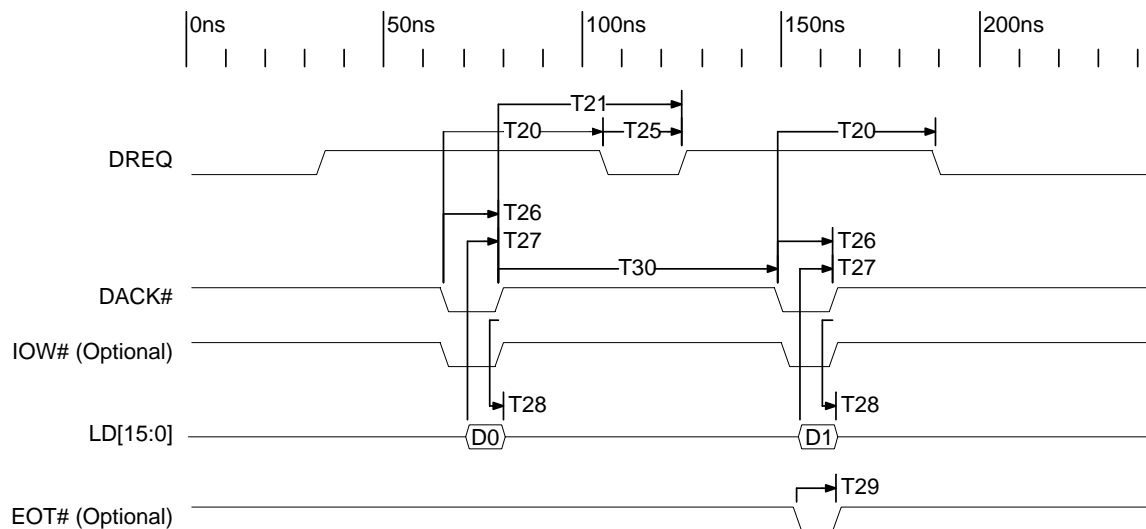 0ns 50ns 100ns 150ns 200ns
T21
T20 T25 T20
DREQ
T26 T26
T27 T27
T30
DACK#
IOW# (Optional)
T28 T28
LD[15:0] D0 D1
T29
EOT# (Optional)